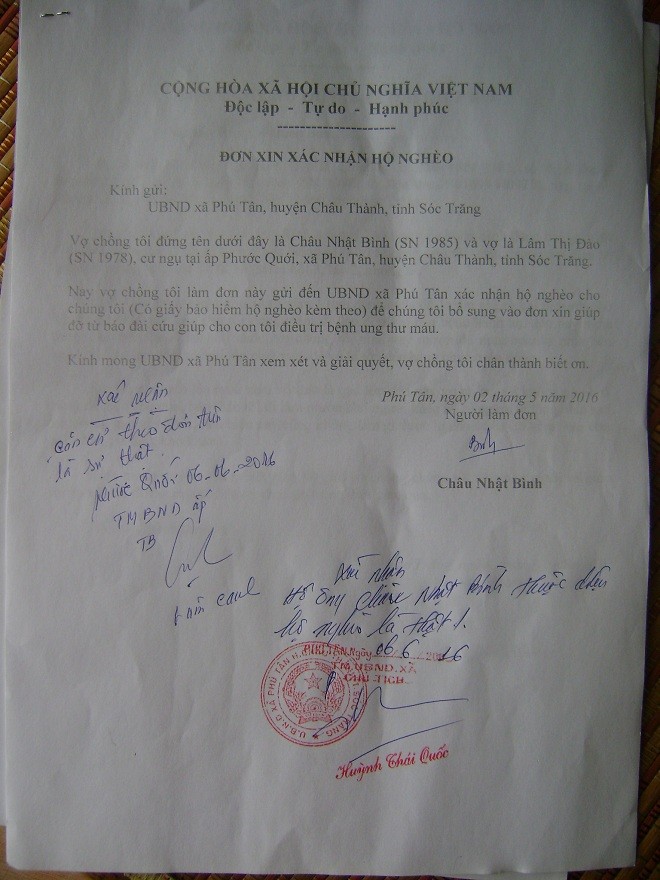 CỘNG HÒA XÃ HỘI CHỦ NGHĨA VIỆT NAM
Độc lập - Tự do - Hạnh phúc
----------------------
ĐƠN XIN XÁC NHẬN HỘ NGHÈO
Kính gửi:
UBND xã Phú Tân, huyện Châu Thành, tỉnh Sóc Trăng
Vợ chồng tôi đứng tên dưới đây là Châu Nhật Bình (SN 1985) và vợ là Lâm Thị Đào
(SN 1978), cư ngụ tại ấp Phước Quới, xã Phú Tân, huyện Châu Thành, tỉnh Sóc Trăng.
Nay vợ chồng tôi làm đơn này gửi đến UBND xã Phú Tân xác nhận hộ nghèo cho
chúng tôi (Có giấy bảo hiểm hộ nghèo kèm theo) để chúng tôi bổ sung vào đơn xin giúp
đỡ từ báo đài cứu giúp cho con tôi điều trị bệnh ung thư máu.
Kính mong UBND xã Phú Tân xem xét và giải quyết, vợ chồng tôi chân thành biết ơn.
Phú Tân, ngày 02 tháng 5 năm 2016
Người làm đơn
Bình
Châu Nhật Bình
Xác nhận
theo đơn trên
là sự thật.
Phước Quới 06-06-2016
TM BND ấp
TB
Xác nhận
Hộ ông Châu Nhật Bình thuộc diện
hộ nghèo là thật.
PHÚ TÂN, Ngày 06.6 2016
TM.UBND.XÃ
CHỦ TỊCH
U.B.N.D XÃ PHÚ TÂN
Huỳnh Thái Quốc